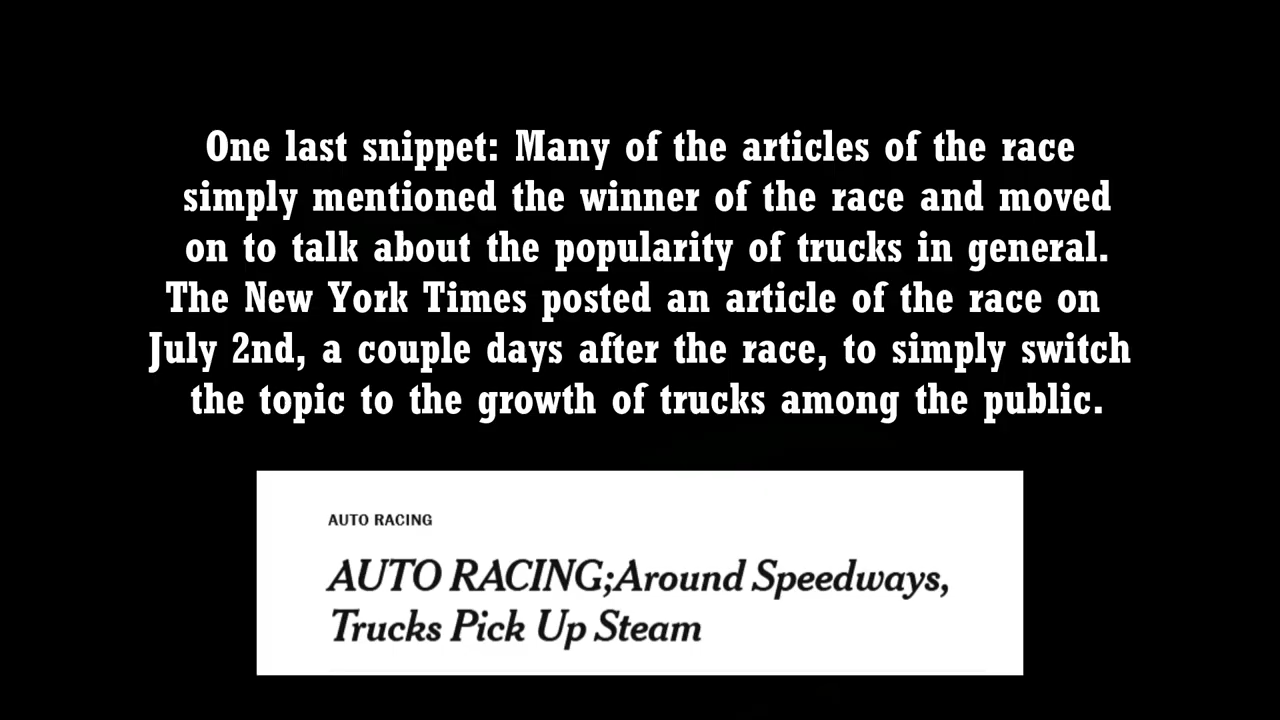 One last snippet: Many of the articles of the race
simply mentioned the winner of the race and moved
on to talk about the popularity of trucks in general.
The New York Times posted an article of the race on
July 2nd, a couple days after the race, to simply switch
the topic to the growth of trucks among the public.
AUTO RACING
AUTO RACING;Around Speedways,
Trucks Pick Up Steam